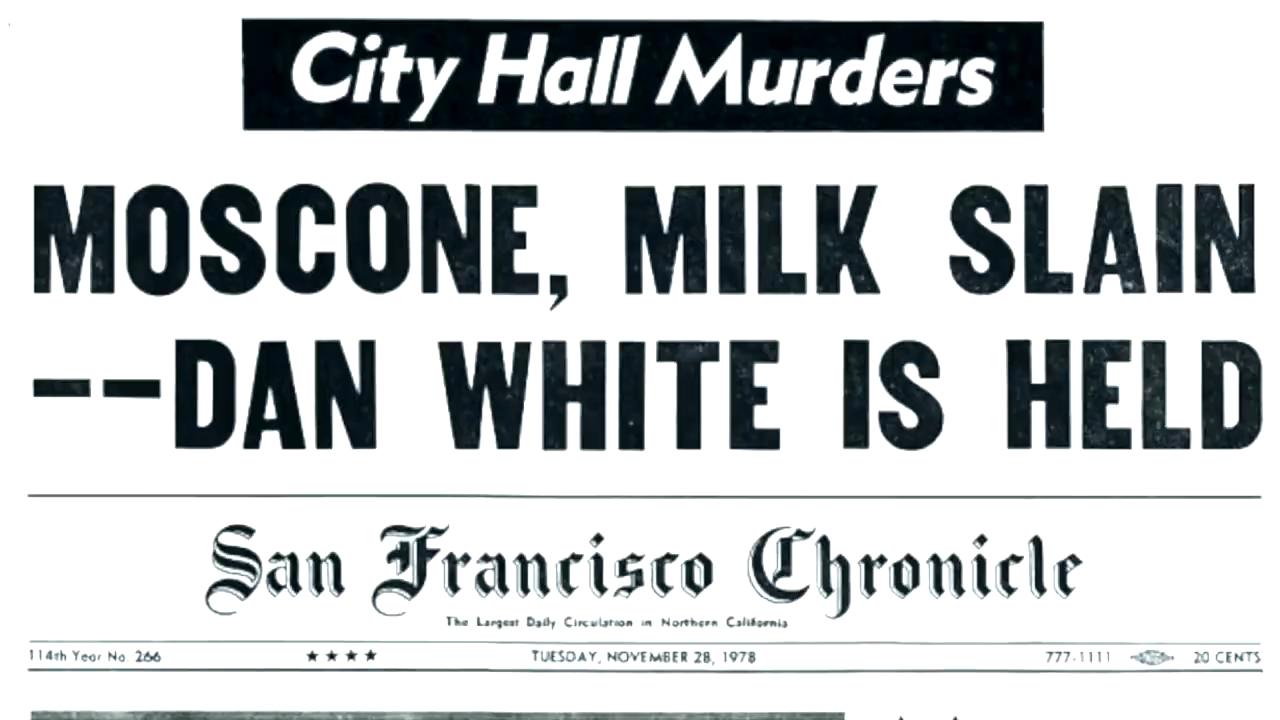 City Hall Murders
MOSCONE, MILK SLAIN
--DAN WHITE IS HELD
San Francisco Chronicle
The Largest Daily Circulation in Northern California
114th Year No. 266 ★★★★ TUESDAY, NOVEMBER 28, 1978 777-1111 20 CENTS